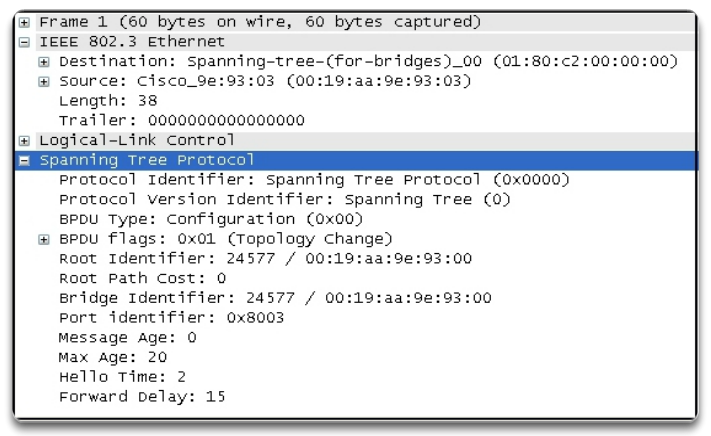 Frame 1 (60 bytes on wire, 60 bytes captured)
IEEE 802.3 Ethernet
Destination: Spanning-tree-(for-bridges)_00 (01:80:c2:00:00:00)
Source: Cisco_9e:93:03 (00:19:aa:9e:93:03)
Length: 38
Trailer: 0000000000000000
Logical-Link Control
Spanning Tree Protocol
Protocol Identifier: Spanning Tree Protocol (0x0000)
Protocol Version Identifier: Spanning Tree (0)
BPDU Type: Configuration (0x00)
BPDU flags: 0x01 (Topology Change)
Root Identifier: 24577 / 00:19:aa:9e:93:00
Root Path Cost: 0
Bridge Identifier: 24577 / 00:19:aa:9e:93:00
Port identifier: 0x8003
Message Age: 0
Max Age: 20
Hello Time: 2
Forward Delay: 15